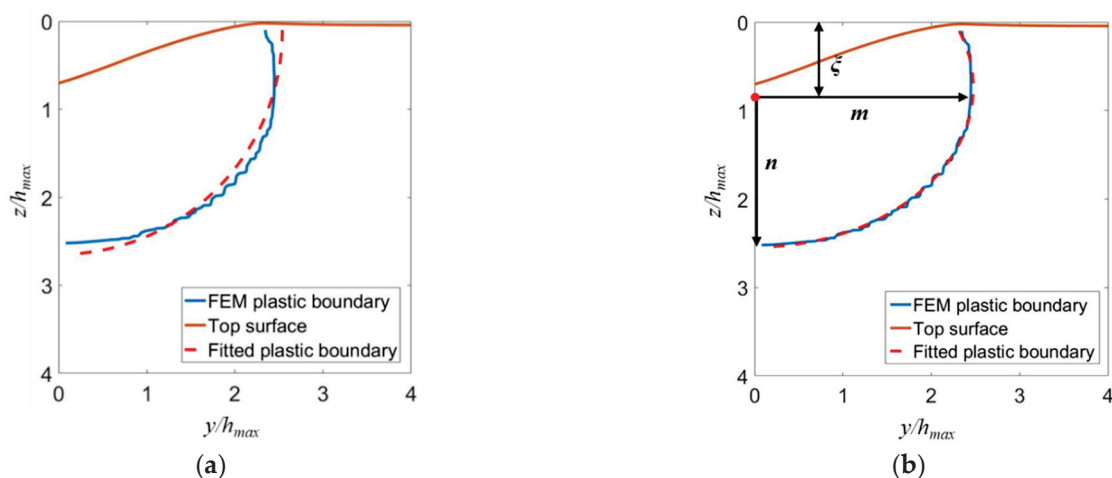 0
1
2
3
4
z/hmax
0
1
2
3
4
y/hmax
FEM plastic boundary
Top surface
Fitted plastic boundary
(a)
0
1
2
3
4
z/hmax
0
1
2
3
4
y/hmax
ξ
m
n
FEM plastic boundary
Top surface
Fitted plastic boundary
(b)